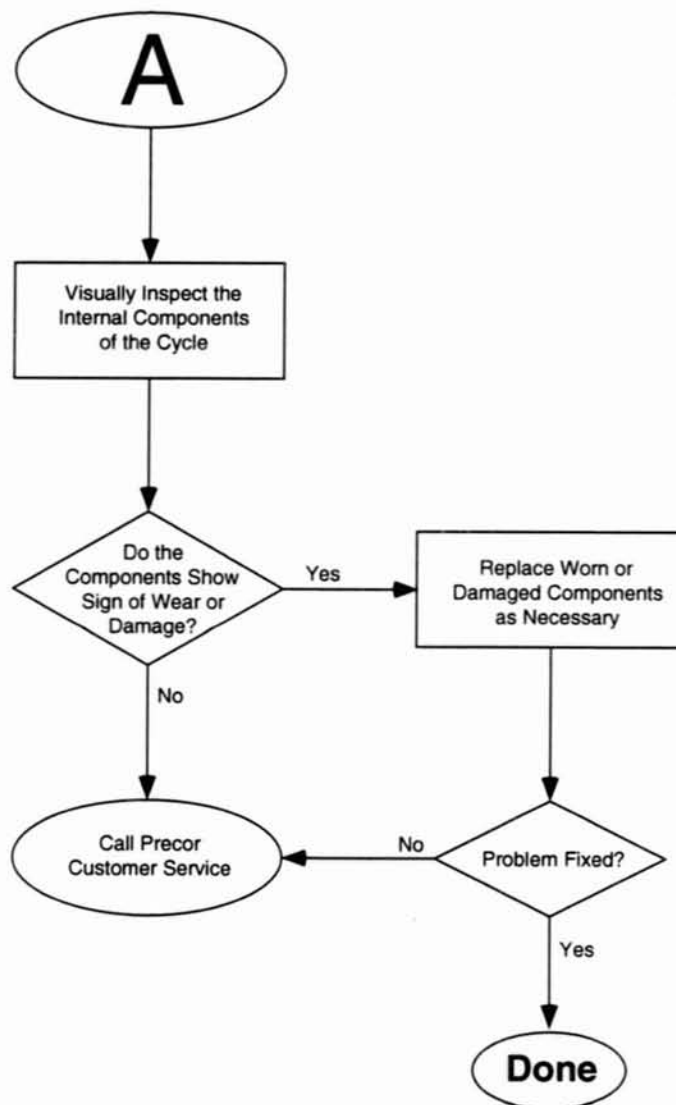 A
Visually Inspect the
Internal Components
of the Cycle
Do the
Components Show
Sign of Wear or
Damage?
Yes
Replace Worn or
Damaged Components
as Necessary
No
Call Precor
Customer Service
No
Problem Fixed?
Yes
Done